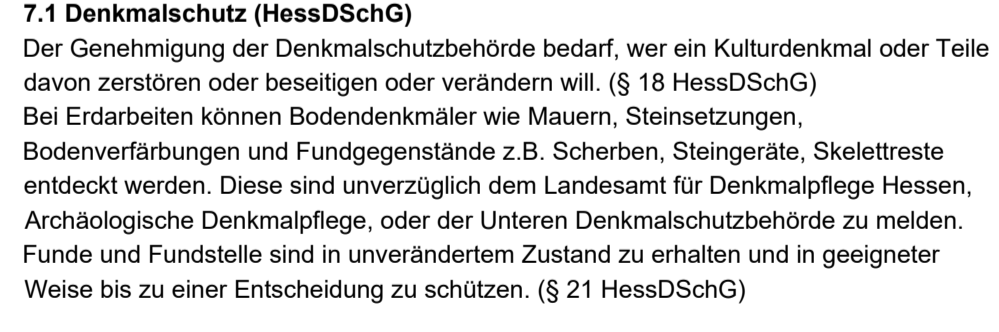 7.1 Denkmalschutz (HessDSchG)
Der Genehmigung der Denkmalschutzbehörde bedarf, wer ein Kulturdenkmal oder Teile
davon zerstören oder beseitigen oder verändern will. (§ 18 HessDSchG)
Bei Erdarbeiten können Bodendenkmäler wie Mauern, Steinsetzungen,
Bodenverfärbungen und Fundgegenstände z.B. Scherben, Steingeräte, Skelettreste
entdeckt werden. Diese sind unverzüglich dem Landesamt für Denkmalpflege Hessen,
Archäologische Denkmalpflege, oder der Unteren Denkmalschutzbehörde zu melden.
Funde und Fundstelle sind in unverändertem Zustand zu erhalten und in geeigneter
Weise bis zu einer Entscheidung zu schützen. (§ 21 HessDSchG)